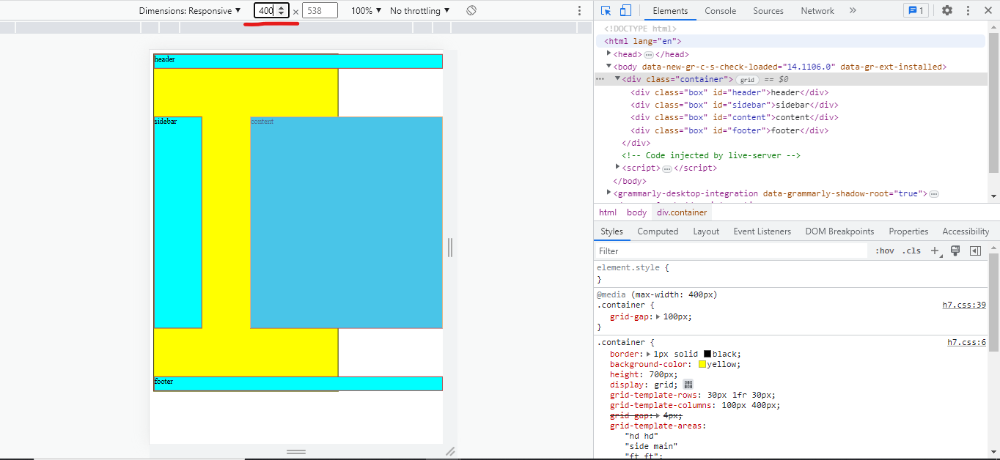 Dimensions: Responsive ▼ 400 × 538 100% ▼ No throttling ▼
header
sidebar
content
footer
Elements Console Sources Network » 1
<!DOCTYPE html>
<html lang="en">
<head> … </head>
<body data-new-gr-c-s-check-loaded="14.1106.0" data-gr-ext-installed>
<div class="container"> grid == $0
<div class="box" id="header">header</div>
<div class="box" id="sidebar">sidebar</div>
<div class="box" id="content">content</div>
<div class="box" id="footer">footer</div>
</div>
<!-- Code injected by live-server -->
<script> … </script>
</body>
<grammarly-desktop-integration data-grammarly-shadow-root="true"> …
html body div.container
Styles Computed Layout Event Listeners DOM Breakpoints Properties Accessibility
Filter :hov .cls +
element.style {
}
@media (max-width: 400px)
.container { h7.css:39
grid-gap: 100px;
}
.container { h7.css:6
border: 1px solid black;
background-color: yellow;
height: 700px;
display: grid;
grid-template-rows: 30px 1fr 30px;
grid-template-columns: 100px 400px;
grid-gap: 4px;
grid-template-areas:
"hd hd"
"side main"
"ft ft";